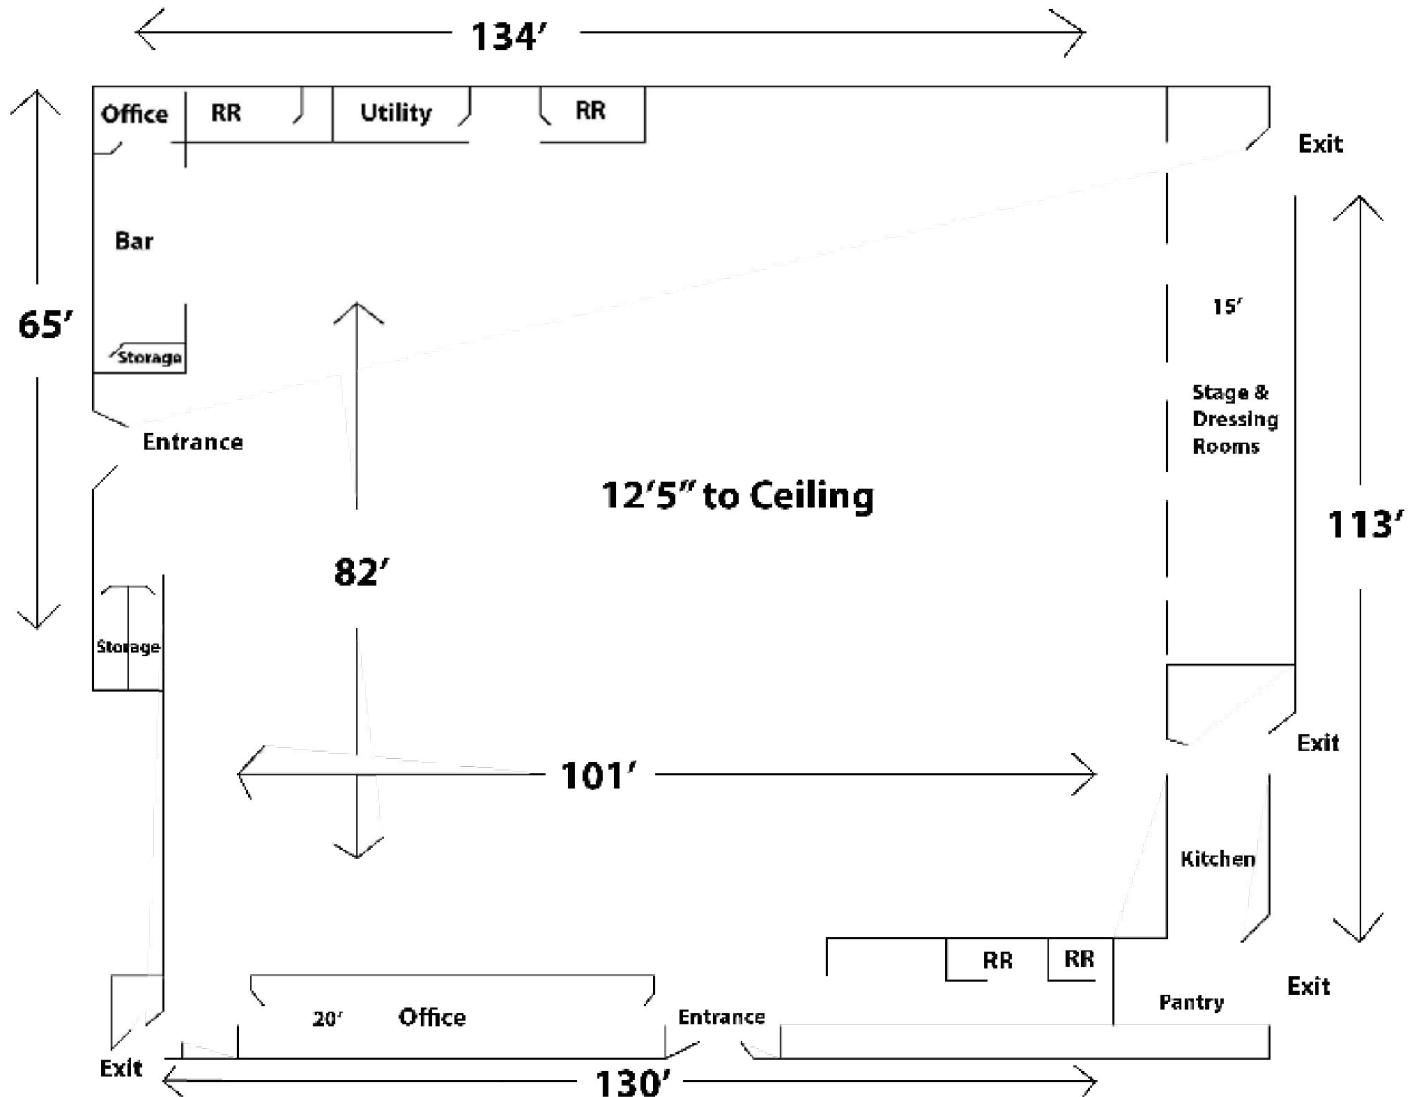 134′
Office
RR
Utility
RR
Exit
Bar
65′
15′
Storage
Stage &
Dressing
Rooms
Entrance
12′5″ to Ceiling
113′
82′
Storage
Exit
101′
Kitchen
RR
RR
Exit
Pantry
20′
Office
Entrance
Exit
130′